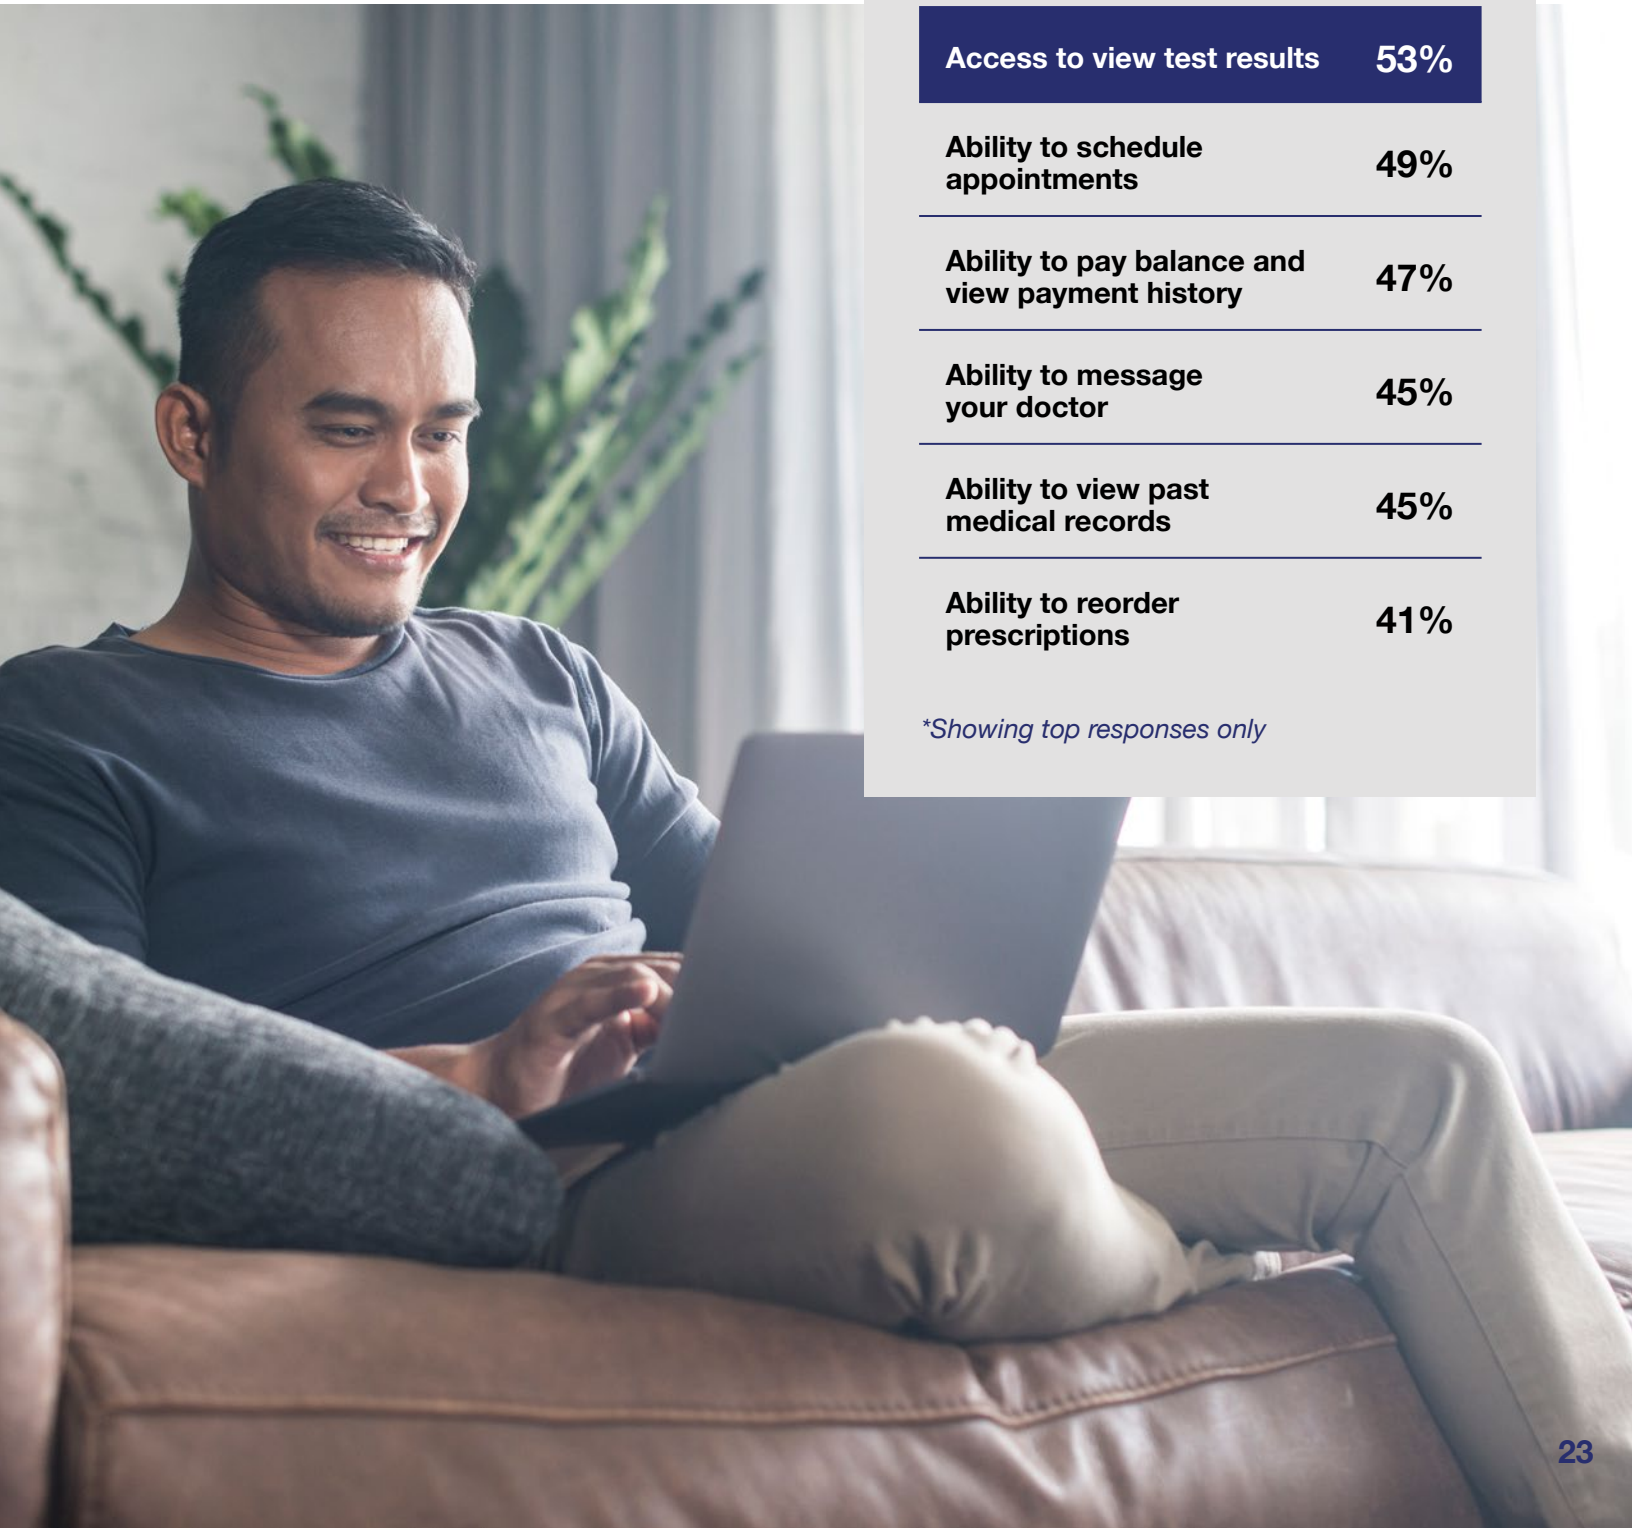 Access to view test results 53%
Ability to schedule
appointments 49%
Ability to pay balance and
view payment history 47%
Ability to message
your doctor 45%
Ability to view past
medical records 45%
Ability to reorder
prescriptions 41%
*Showing top responses only
23